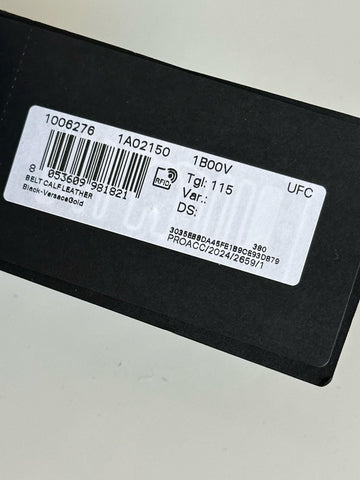 1006276 1A02150 1B00V
8 053609 981821
RFID
BELT CALF LEATHER
Black-VersaceGold
Tgl: 115 UFC
Var.:
DS:
380
3035EB8DA45FE1B9CE93D879
PROACC/2024/2659/1